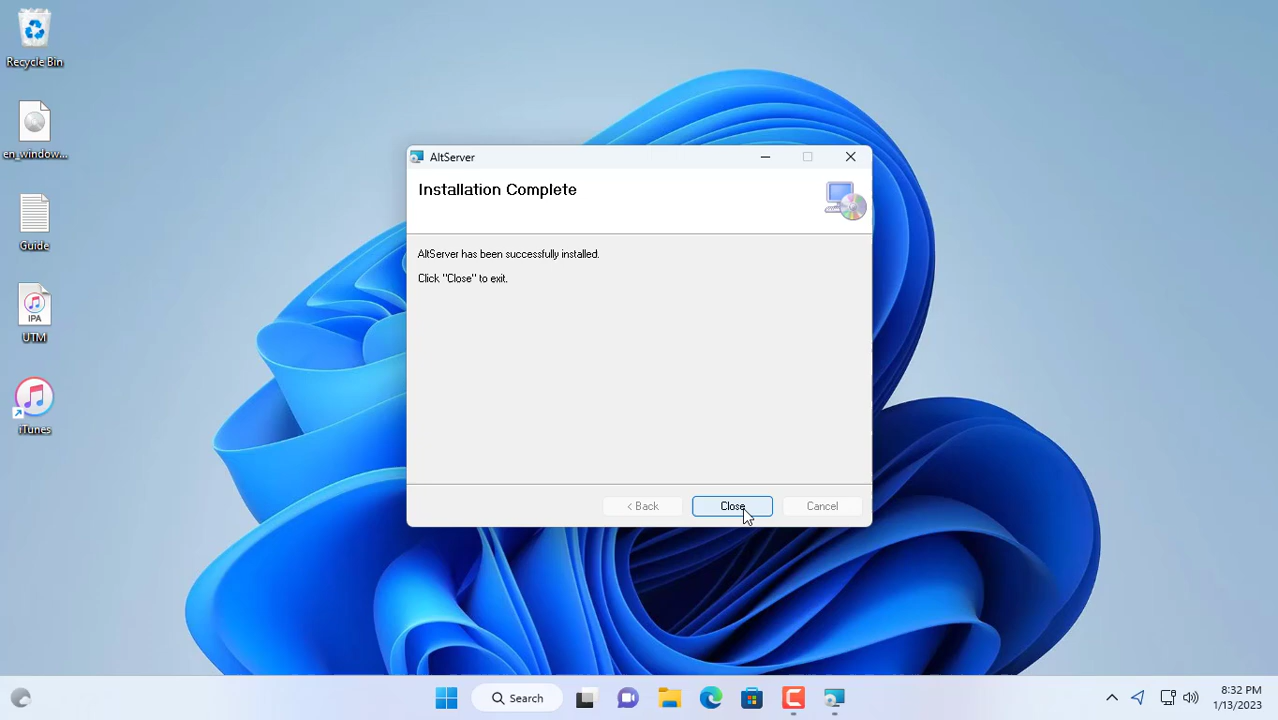 Recycle Bin
en_window...
Guide
IPA
UTM
iTunes
AltServer
Installation Complete
AltServer has been successfully installed.
Click "Close" to exit.
< Back
Close
Cancel
Search
8:32 PM
1/13/2023